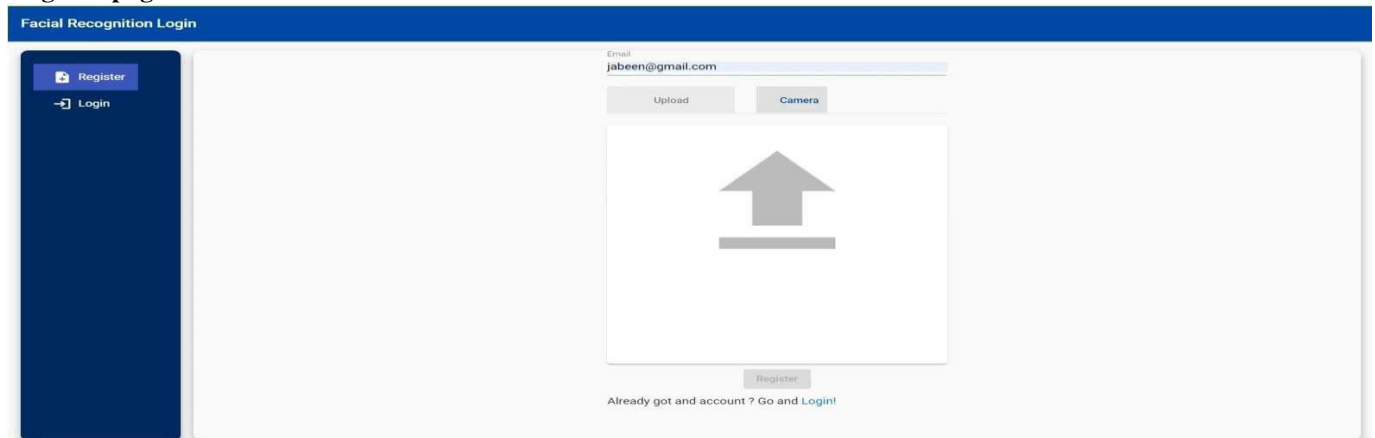 Facial Recognition Login
Register
Login
Email
jabeen@gmail.com
Upload Camera
Register
Already got and account ? Go and Login!